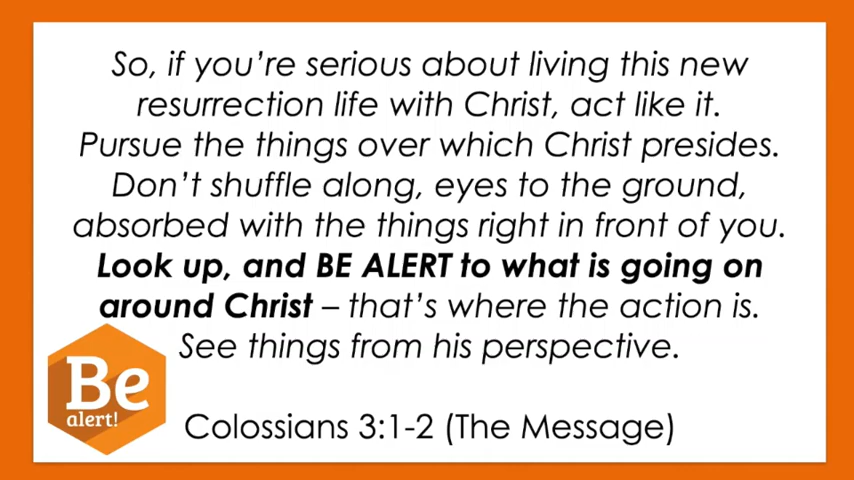 So, if you're serious about living this new
resurrection life with Christ, act like it.
Pursue the things over which Christ presides.
Don't shuffle along, eyes to the ground,
absorbed with the things right in front of you.
Look up, and BE ALERT to what is going on
around Christ – that's where the action is.
See things from his perspective.
Be
alert!
Colossians 3:1-2 (The Message)